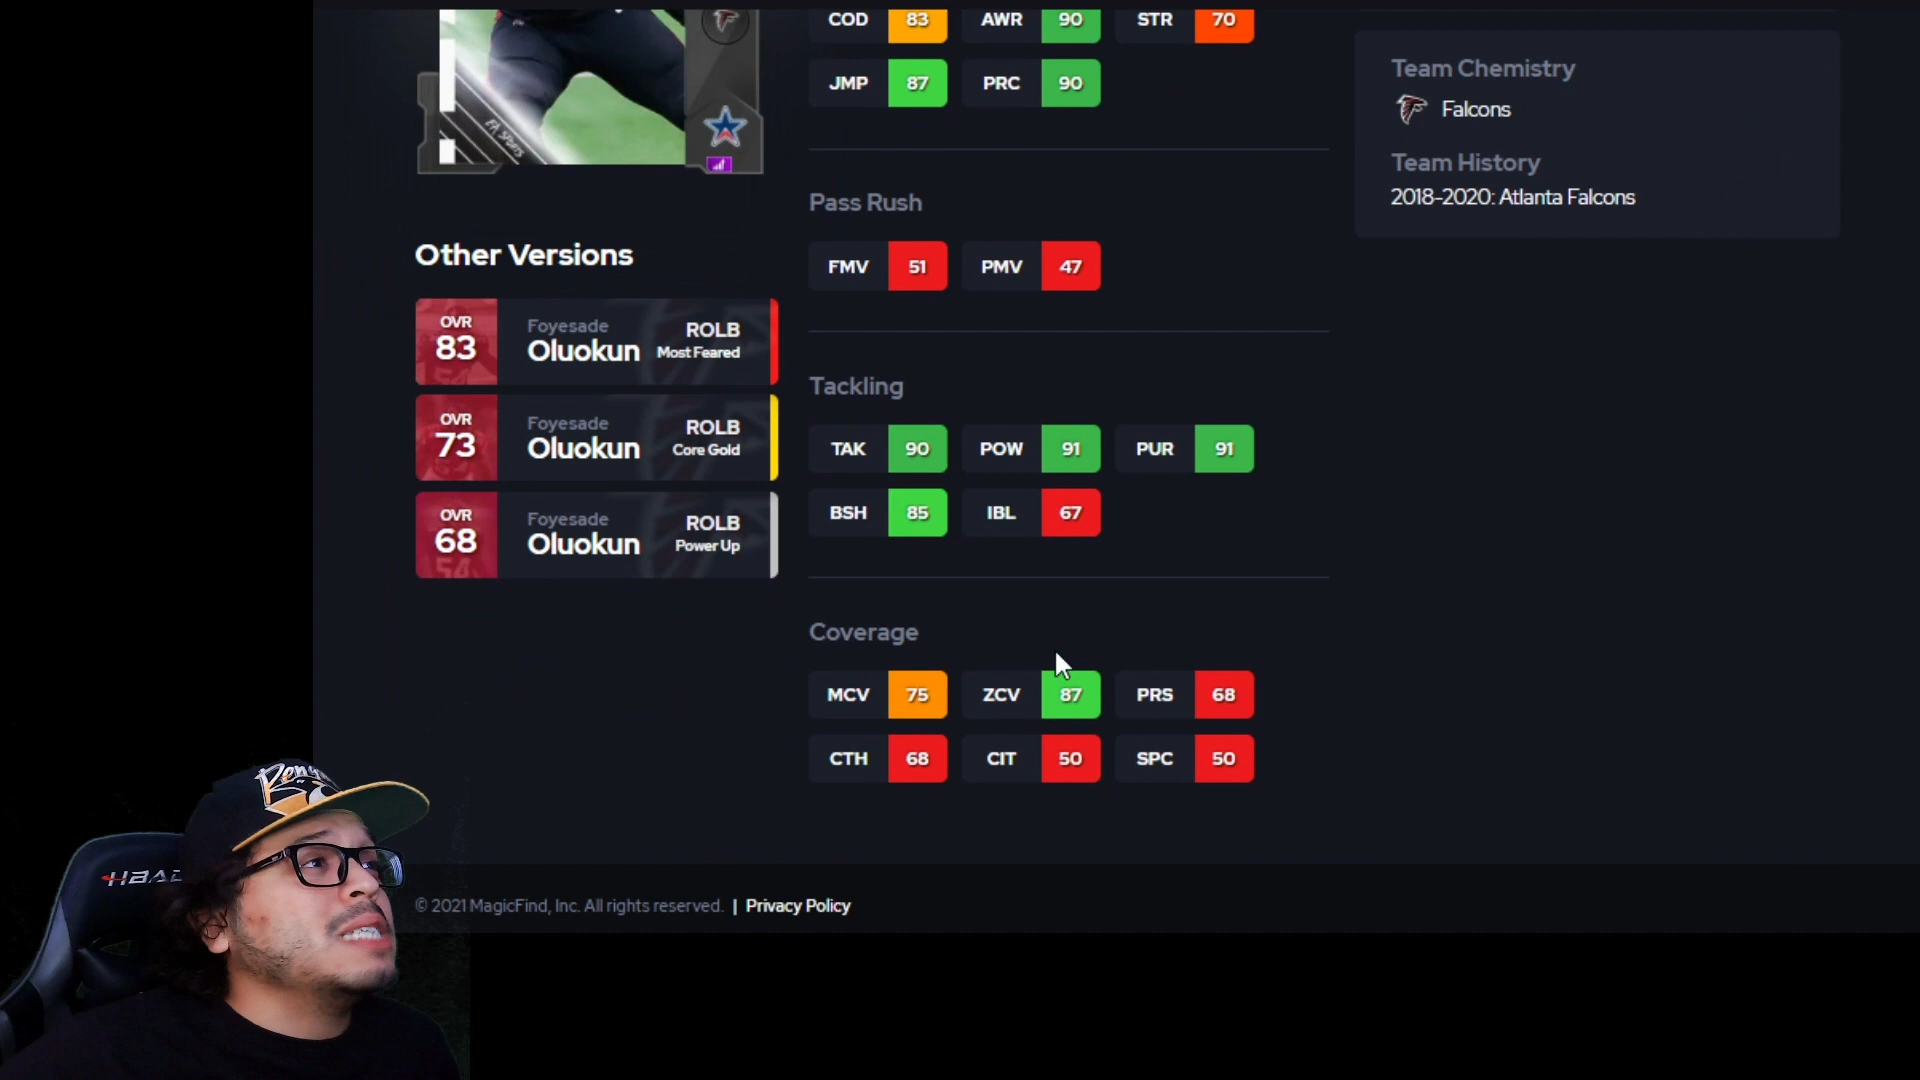 COD 83 AWR 90 STR 70
JMP 87 PRC 90
EA SPORTS
Team Chemistry
Falcons
Team History
2018-2020: Atlanta Falcons
Pass Rush
FMV 51 PMV 47
Other Versions
OVR 83 Foyesade Oluokun ROLB Most Feared
OVR 73 Foyesade Oluokun ROLB Core Gold
OVR 68 Foyesade Oluokun ROLB Power Up
Tackling
TAK 90 POW 91 PUR 91
BSH 85 IBL 67
Coverage
MCV 75 ZCV 87 PRS 68
CTH 68 CIT 50 SPC 50
© 2021 MagicFind, Inc. All rights reserved. | Privacy Policy